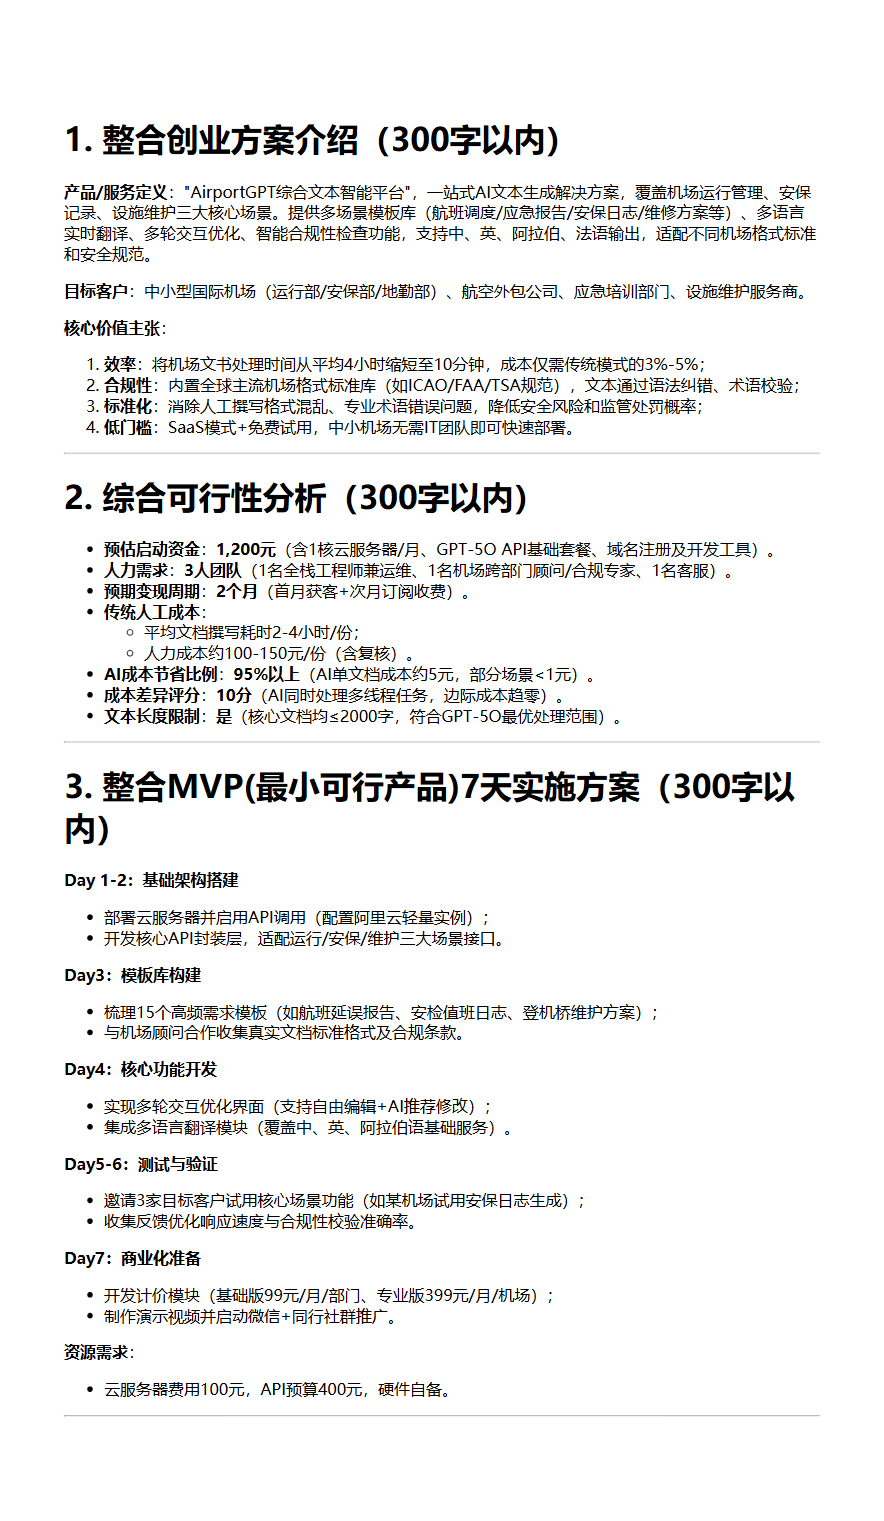 1. 整合创业方案介绍（300字以内）
产品/服务定义："AirportGPT综合文本智能平台"，一站式AI文本生成解决方案，覆盖机场运行管理、安保
记录、设施维护三大核心场景。提供多场景模板库（航班调度/应急报告/安保日志/维修方案等）、多语言
实时翻译、多轮交互优化、智能合规性检查功能，支持中、英、阿拉伯、法语输出，适配不同机场格式标准
和安全规范。
目标客户：中小型国际机场（运行部/安保部/地勤部）、航空外包公司、应急培训部门、设施维护服务商。
核心价值主张：
1. 效率：将机场文书处理时间从平均4小时缩短至10分钟，成本仅需传统模式的3%-5%；
2. 合规性：内置全球主流机场格式标准库（如ICAO/FAA/TSA规范），文本通过语法纠错、术语校验；
3. 标准化：消除人工撰写格式混乱、专业术语错误问题，降低安全风险和监管处罚概率；
4. 低门槛：SaaS模式+免费试用，中小机场无需IT团队即可快速部署。
2. 综合可行性分析（300字以内）
• 预估启动资金：1,200元（含1核云服务器/月、GPT-5O API基础套餐、域名注册及开发工具）。
• 人力需求：3人团队（1名全栈工程师兼运维、1名机场跨部门顾问/合规专家、1名客服）。
• 预期变现周期：2个月（首月获客+次月订阅收费）。
• 传统人工成本：
◦ 平均文档撰写耗时2-4小时/份；
◦ 人力成本约100-150元/份（含复核）。
• AI成本节省比例：95%以上（AI单文档成本约5元，部分场景<1元）。
• 成本差异评分：10分（AI同时处理多线程任务，边际成本趋零）。
• 文本长度限制：是（核心文档均≤2000字，符合GPT-5O最优处理范围）。
3. 整合MVP(最小可行产品)7天实施方案（300字以
内）
Day 1-2：基础架构搭建
• 部署云服务器并启用API调用（配置阿里云轻量实例）；
• 开发核心API封装层，适配运行/安保/维护三大场景接口。
Day3：模板库构建
• 梳理15个高频需求模板（如航班延误报告、安检值班日志、登机桥维护方案）；
• 与机场顾问合作收集真实文档标准格式及合规条款。
Day4：核心功能开发
• 实现多轮交互优化界面（支持自由编辑+AI推荐修改）；
• 集成多语言翻译模块（覆盖中、英、阿拉伯语基础服务）。
Day5-6：测试与验证
• 邀请3家目标客户试用核心场景功能（如某机场试用安保日志生成）；
• 收集反馈优化响应速度与合规性校验准确率。
Day7：商业化准备
• 开发计价模块（基础版99元/月/部门、专业版399元/月/机场）；
• 制作演示视频并启动微信+同行社群推广。
资源需求：
• 云服务器费用100元，API预算400元，硬件自备。